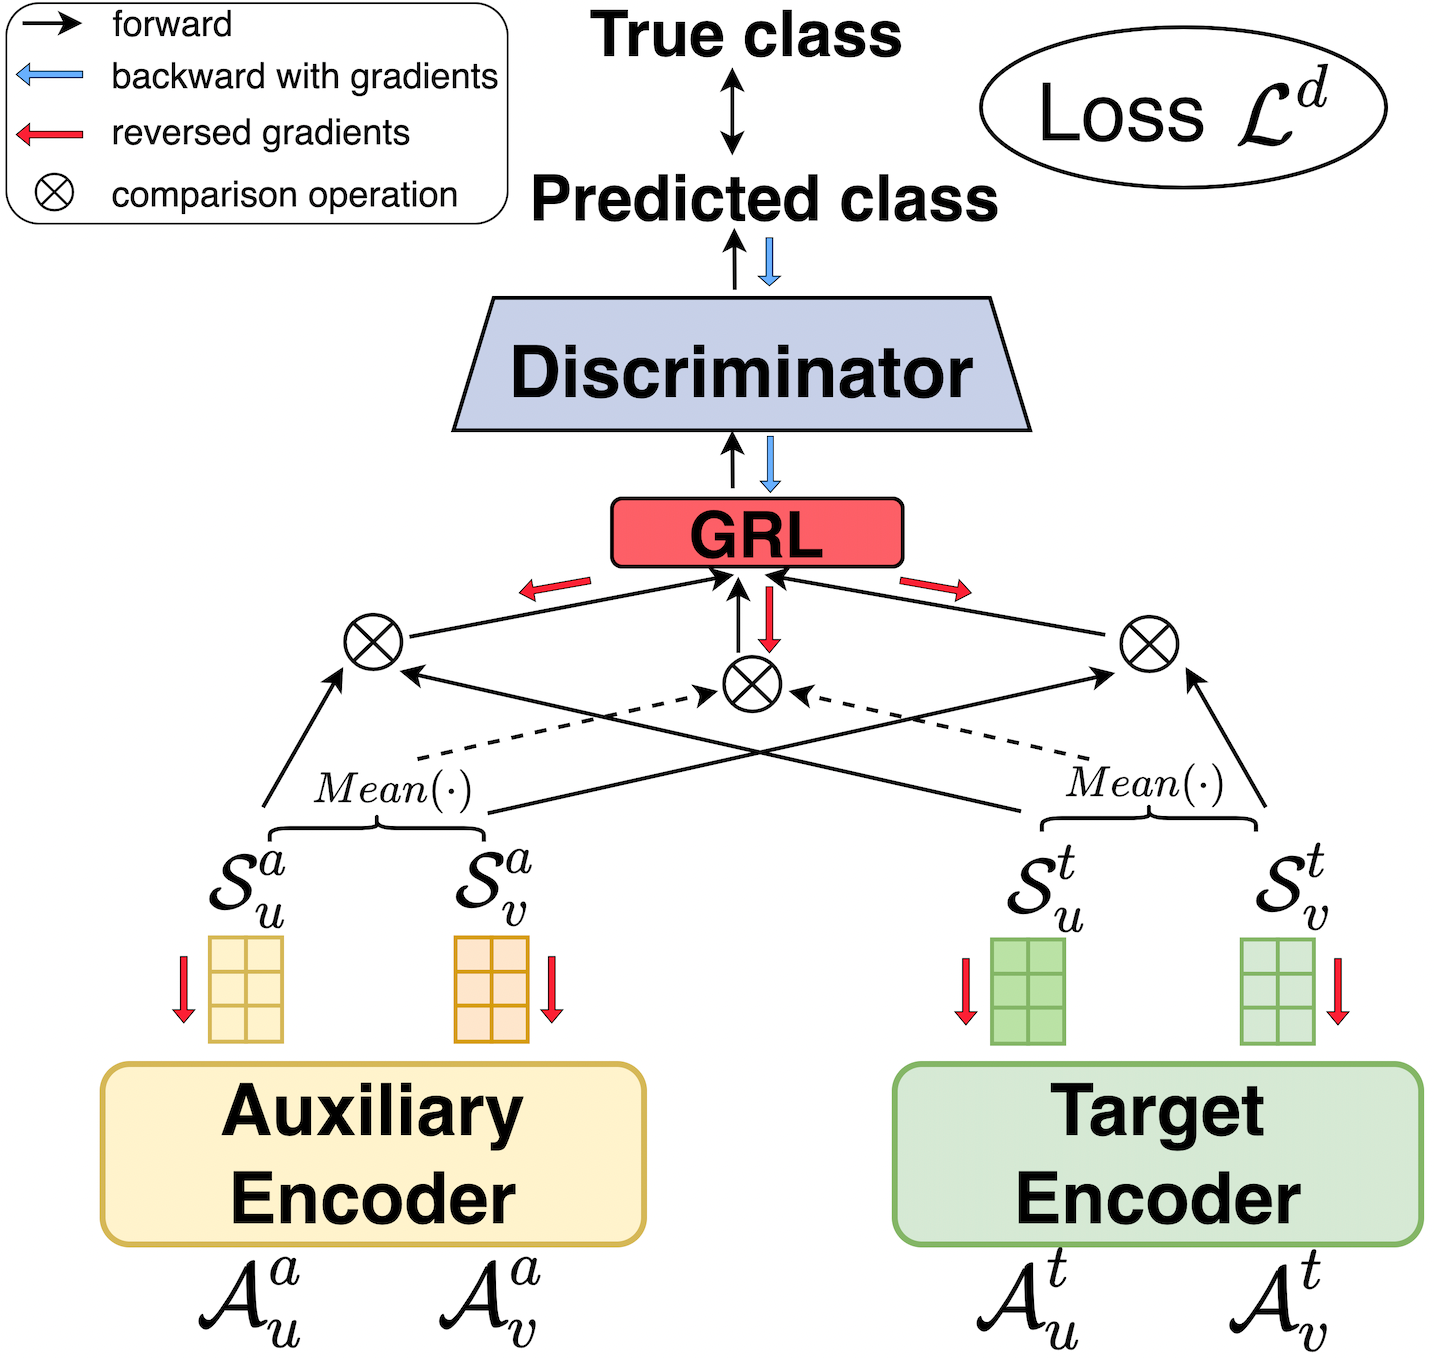 forward
backward with gradients
reversed gradients
comparison operation
True class
Loss $\mathcal{L}^d$
Predicted class
Discriminator
GRL
$Mean(\cdot)$
$Mean(\cdot)$
$\mathcal{S}_u^a$ $\mathcal{S}_v^a$ $\mathcal{S}_u^t$ $\mathcal{S}_v^t$
Auxiliary
Encoder
Target
Encoder
$\mathcal{A}_u^a$ $\mathcal{A}_v^a$ $\mathcal{A}_u^t$ $\mathcal{A}_v^t$